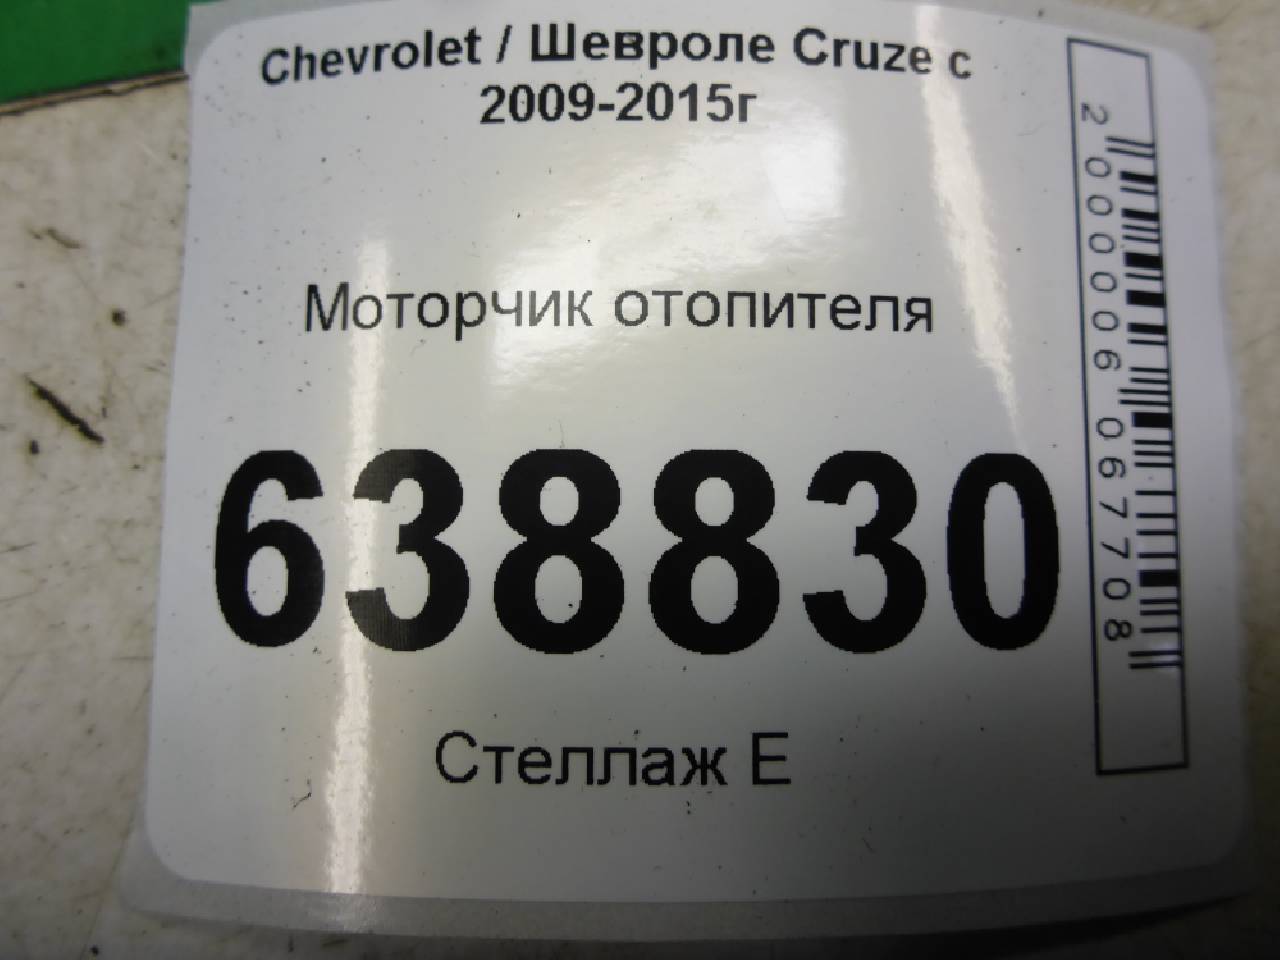 Chevrolet / Шевроле Cruze с
2009-2015г
Моторчик отопителя
638830
Стеллаж Е
2000006067708